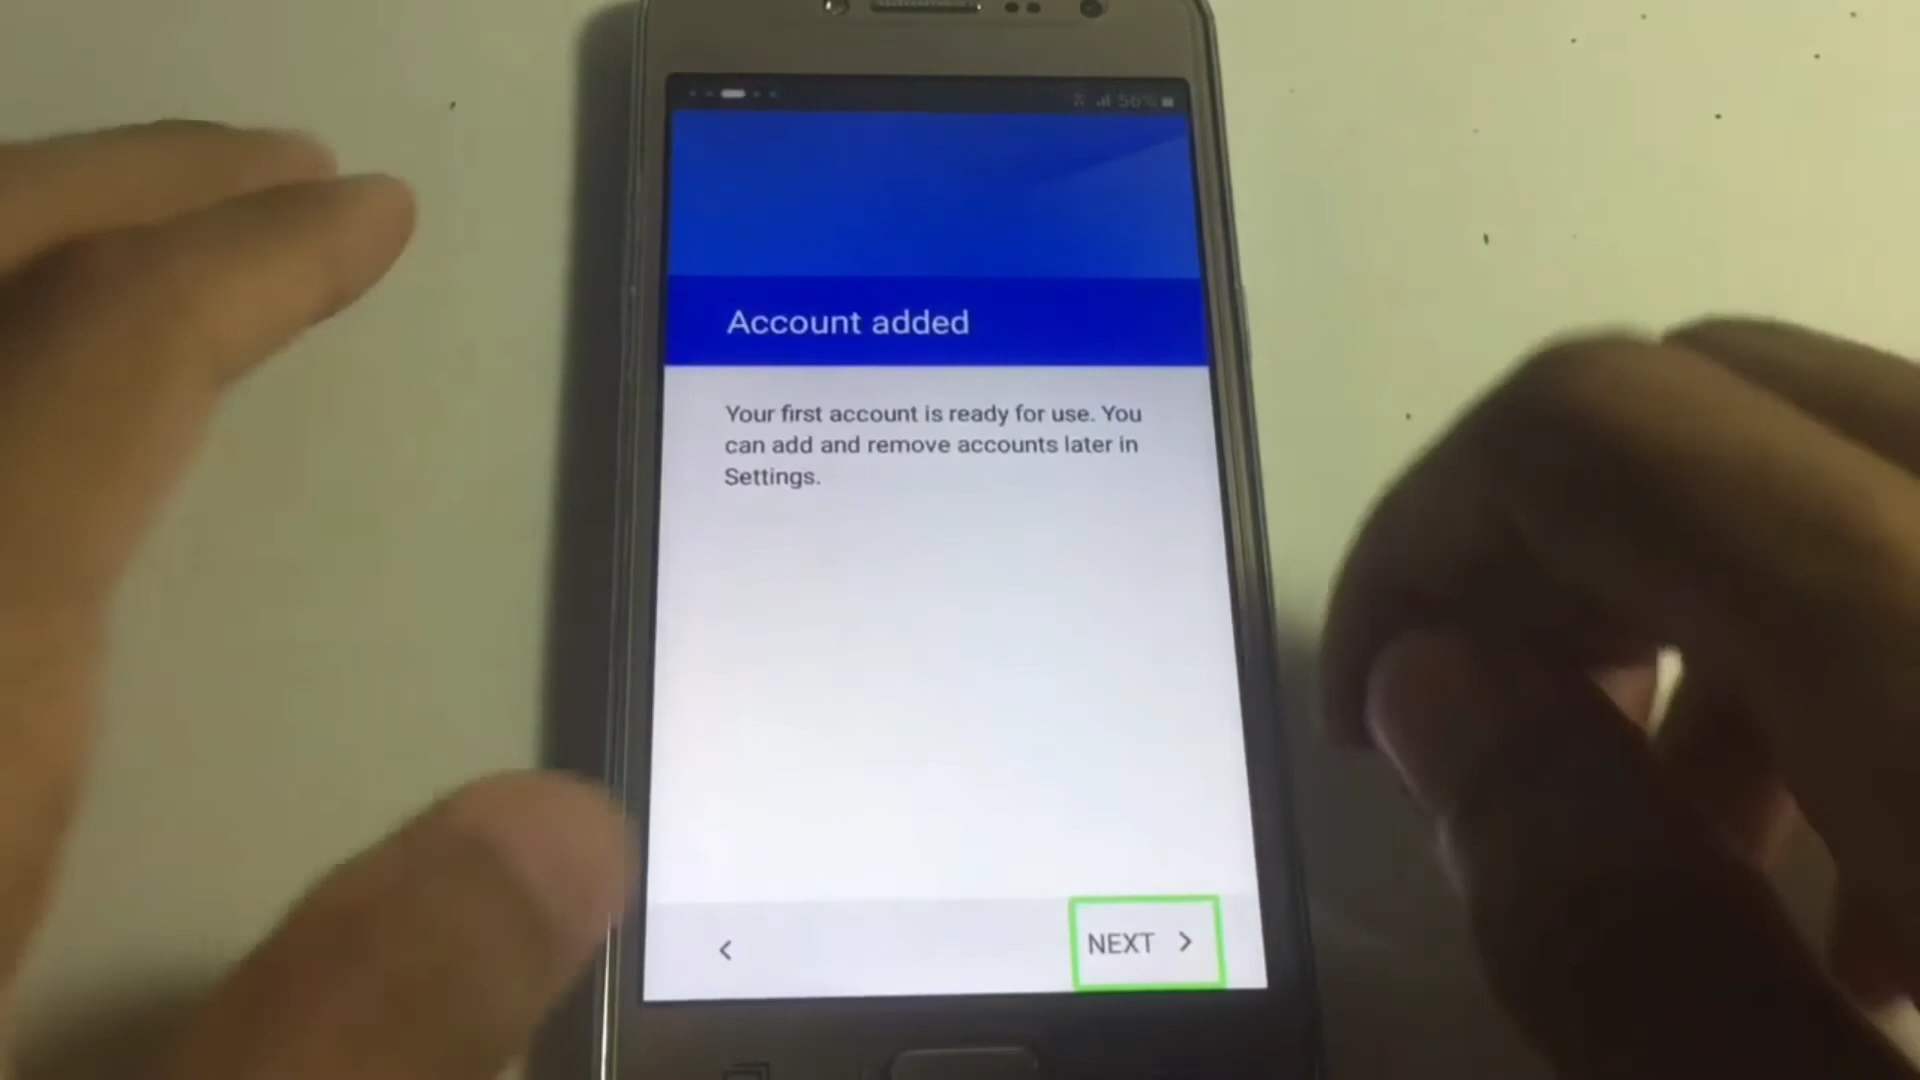 56%
Account added
Your first account is ready for use. You
can add and remove accounts later in
Settings.
NEXT